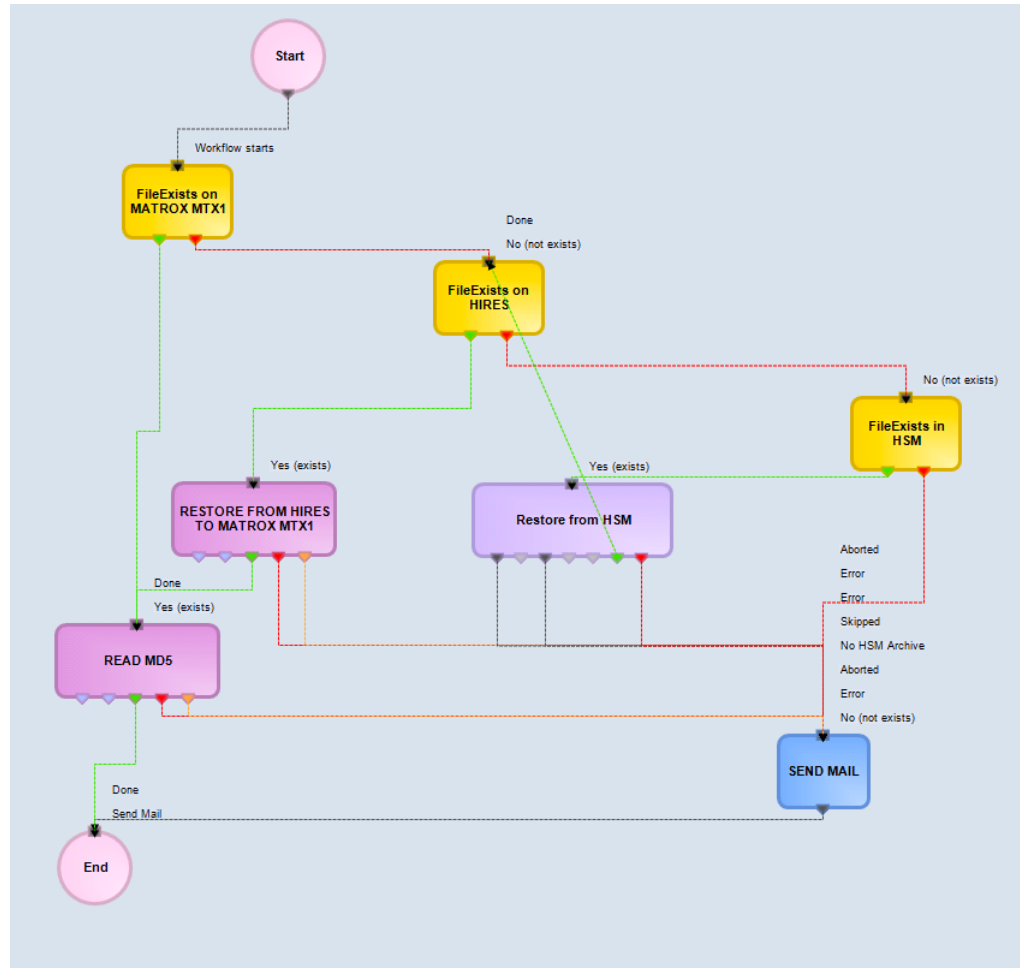 Start
Workflow starts
FileExists on
MATROX MTX1
Done
No (not exists)
FileExists on
HIRES
No (not exists)
FileExists in
HSM
Yes (exists)
RESTORE FROM HIRES
TO MATROX MTX1
Yes (exists)
Restore from HSM
Done
Yes (exists)
READ MD5
Aborted
Error
Error
Skipped
No HSM Archive
Aborted
Error
No (not exists)
SEND MAIL
Done
Send Mail
End